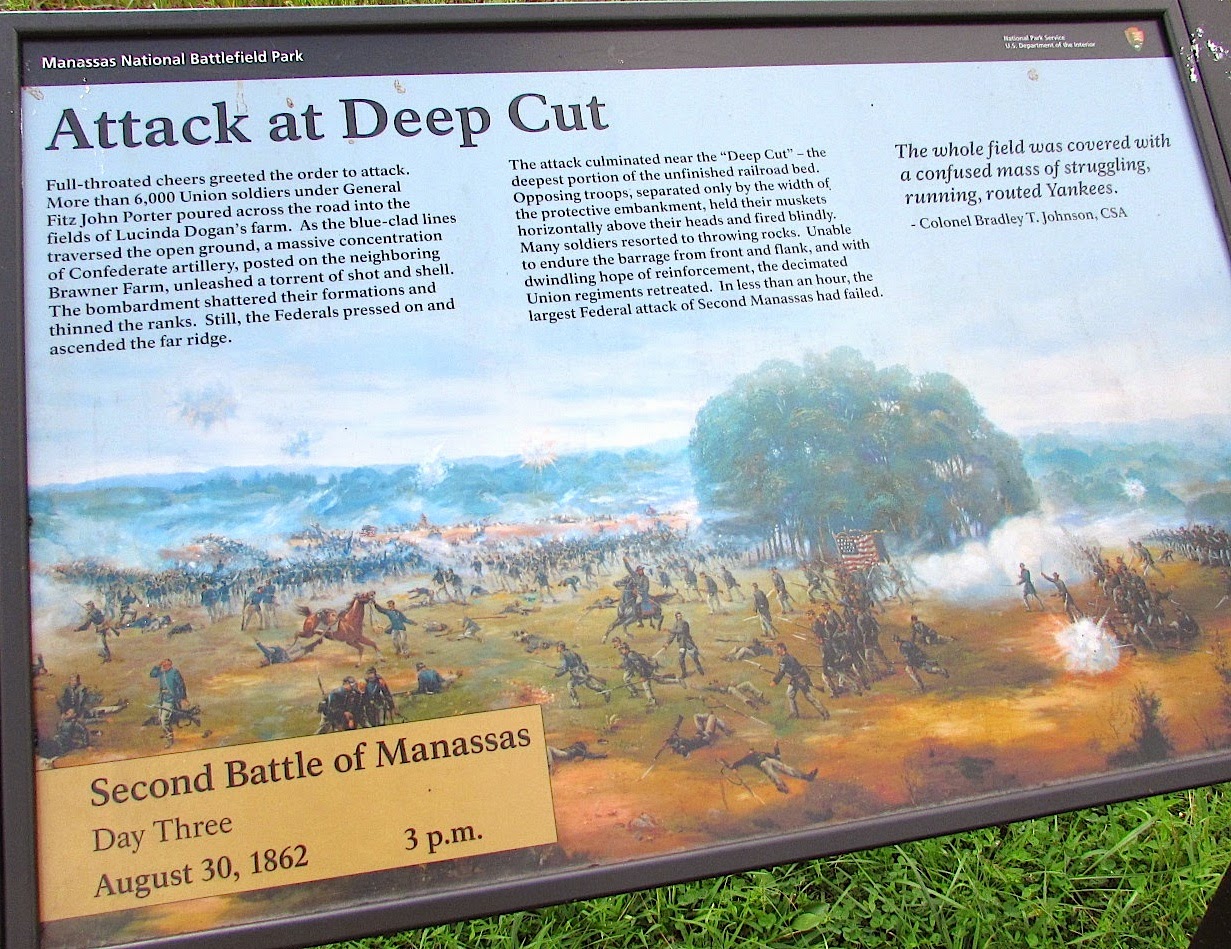 Manassas National Battlefield Park
National Park Service
U.S. Department of the Interior
Attack at Deep Cut
Full-throated cheers greeted the order to attack.
More than 6,000 Union soldiers under General
Fitz John Porter poured across the road into the
fields of Lucinda Dogan's farm.  As the blue-clad lines
traversed the open ground, a massive concentration
of Confederate artillery, posted on the neighboring
Brawner Farm, unleashed a torrent of shot and shell.
The bombardment shattered their formations and
thinned the ranks.  Still, the Federals pressed on and
ascended the far ridge.
The attack culminated near the “Deep Cut” – the
deepest portion of the unfinished railroad bed.
Opposing troops, separated only by the width of
the protective embankment, held their muskets
horizontally above their heads and fired blindly.
Many soldiers resorted to throwing rocks.  Unable
to endure the barrage from front and flank, and with
dwindling hope of reinforcement, the decimated
Union regiments retreated.  In less than an hour, the
largest Federal attack of Second Manassas had failed.
The whole field was covered with
a confused mass of struggling,
running, routed Yankees.
- Colonel Bradley T. Johnson, CSA
Second Battle of Manassas
Day Three
August 30, 1862 3 p.m.